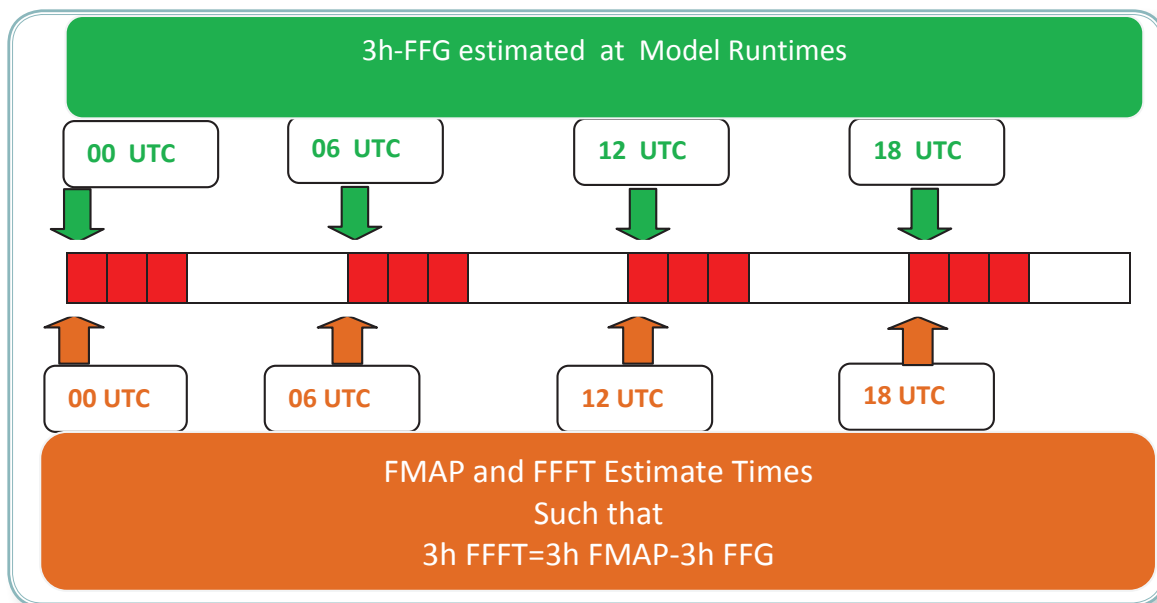 3h-FFG estimated at Model Runtimes
00 UTC
06 UTC
12 UTC
18 UTC
00 UTC
06 UTC
12 UTC
18 UTC
FMAP and FFFT Estimate Times
Such that
3h FFFT=3h FMAP-3h FFG